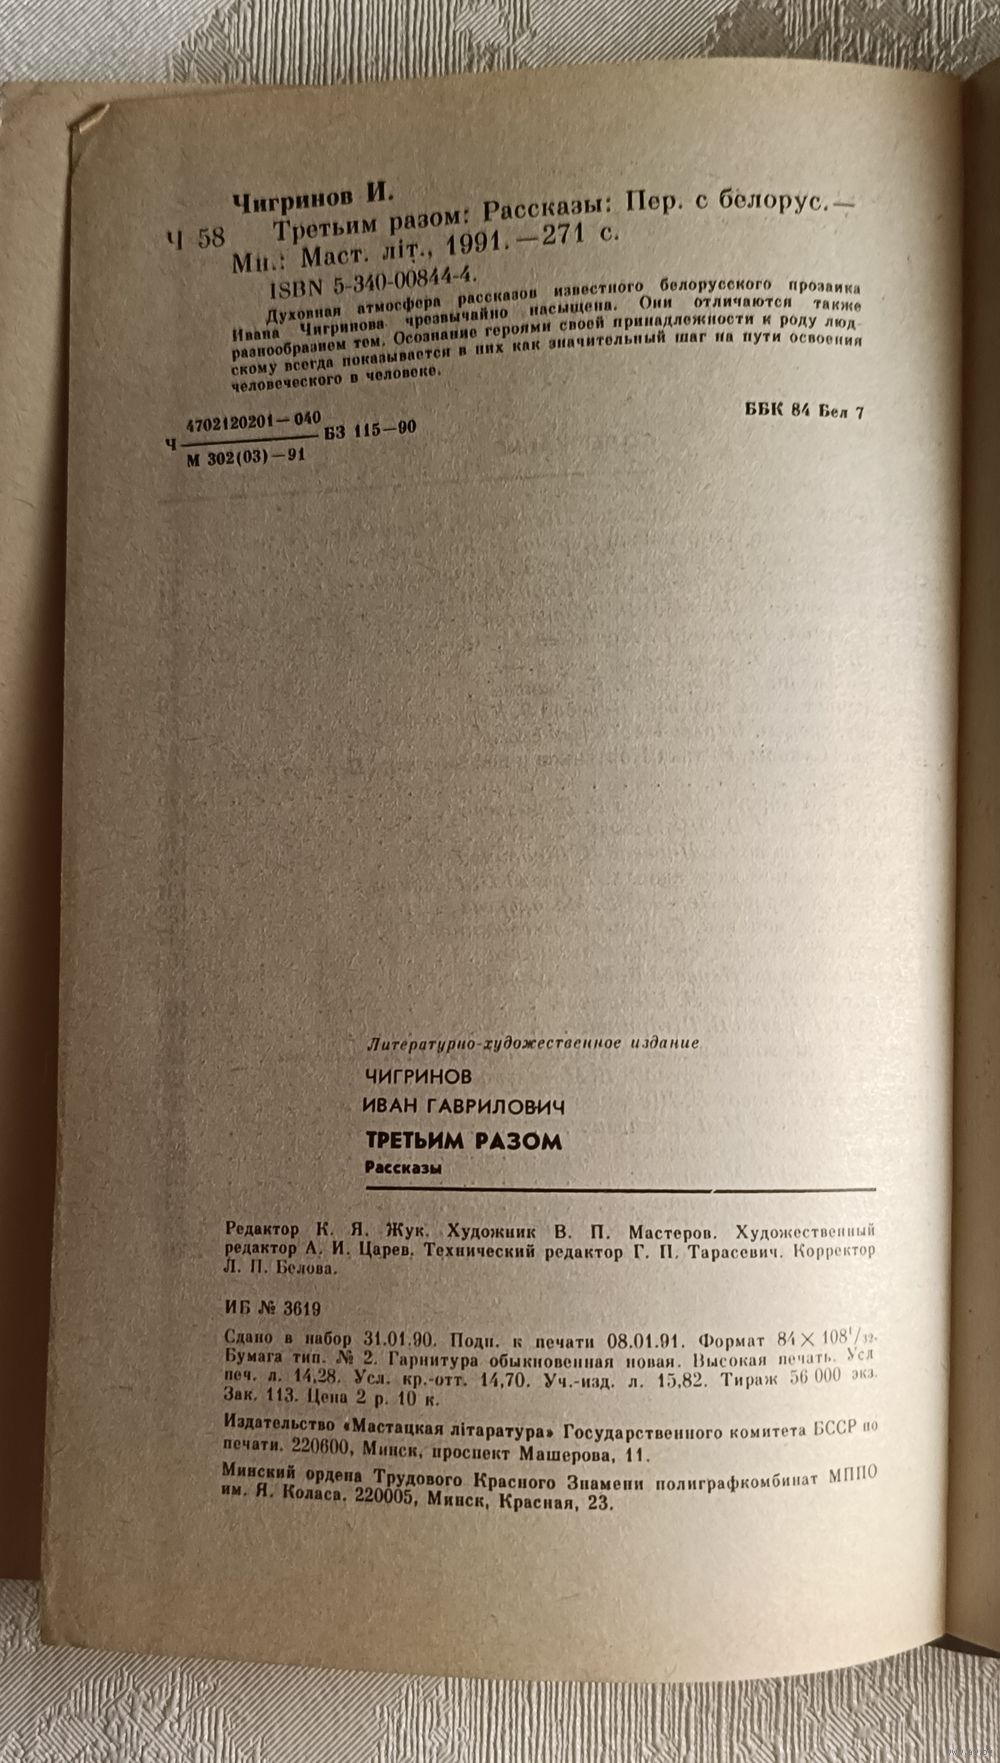 Чигринов И.
Ч 58 Третьим разом: Рассказы: Пер. с белорус.—
Мн.: Маст. літ., 1991.—271 с.
ISBN 5-340-00844-4.
Духовная атмосфера рассказов известного белорусского прозаика
Ивана Чигринова чрезвычайно насыщена. Они отличаются также
разнообразием тем. Осознание героями своей принадлежности к роду люд-
скому всегда показывается в них как значительный шаг на пути освоения
человеческого в человеке.
4702120201—040
Ч БЗ 115—90
М 302(03)—91
ББК 84 Бел 7
Литературно-художественное издание
ЧИГРИНОВ
ИВАН ГАВРИЛОВИЧ
ТРЕТЬИМ РАЗОМ
Рассказы
Редактор К. Я. Жук. Художник В. П. Мастеров. Художественный
редактор А. И. Царев. Технический редактор Г. П. Тарасевич. Корректор
Л. П. Белова.
ИБ № 3619
Сдано в набор 31.01.90. Подп. к печати 08.01.91. Формат 84×108¹/₃₂.
Бумага тип. № 2. Гарнитура обыкновенная новая. Высокая печать. Усл
печ. л. 14,28. Усл. кр.-отт. 14,70. Уч.-изд. л. 15,82. Тираж 56 000 экз.
Зак. 113. Цена 2 р. 10 к.
Издательство «Мастацкая літаратура» Государственного комитета БССР по
печати. 220600, Минск, проспект Машерова, 11.
Минский ордена Трудового Красного Знамени полиграфкомбинат МППО
им. Я. Коласа. 220005, Минск, Красная, 23.